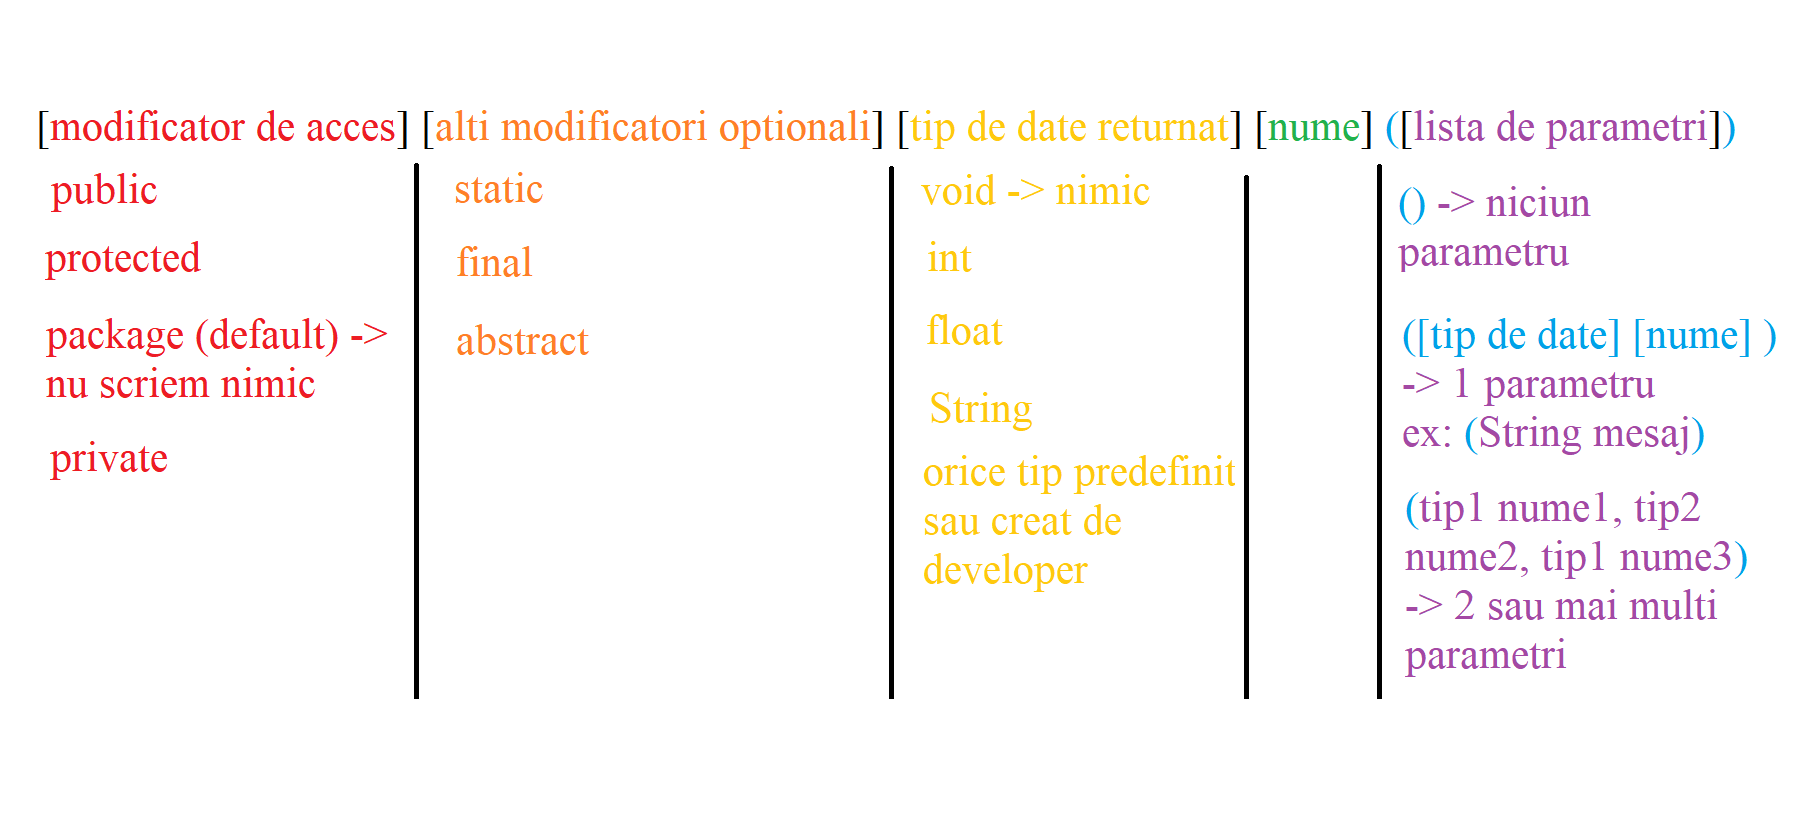 [modificator de acces] [alti modificatori optionali] [tip de date returnat] [nume] ([lista de parametri])
public
protected
package (default) ->
nu scriem nimic
private
static
final
abstract
void -> nimic
int
float
String
orice tip predefinit
sau creat de
developer
() -> niciun
parametru
([tip de date] [nume] )
-> 1 parametru
ex: (String mesaj)
(tip1 nume1, tip2
nume2, tip1 nume3)
-> 2 sau mai multi
parametri